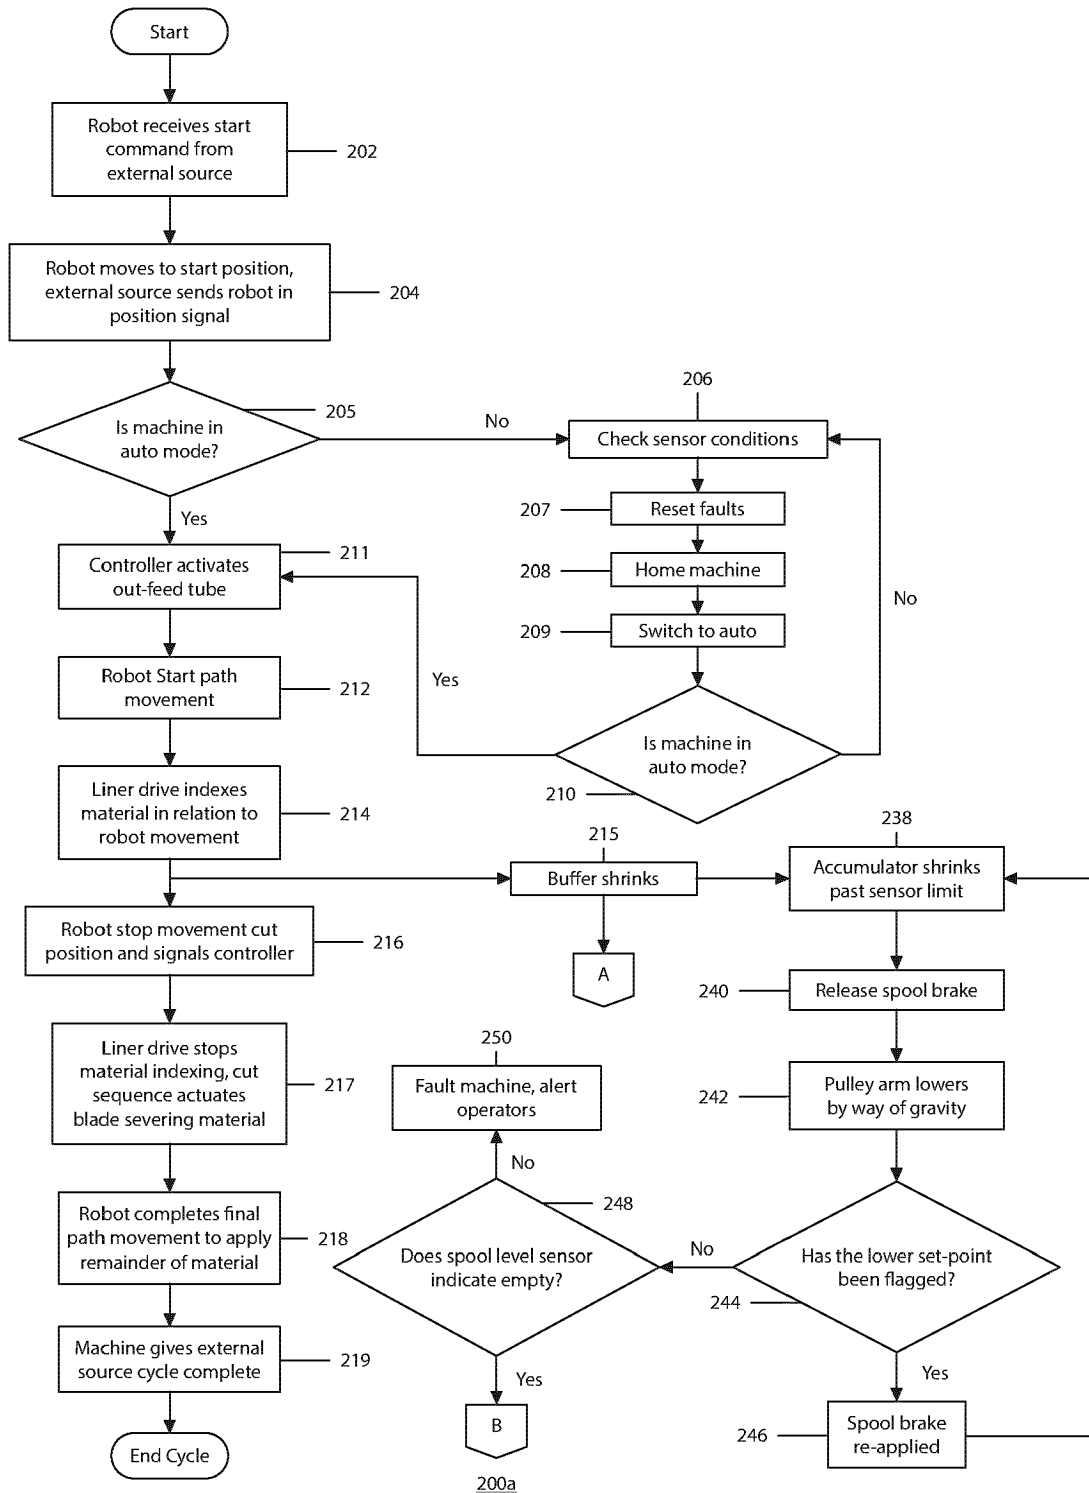 Start
Robot receives start
command from
external source
202
Robot moves to start position,
external source sends robot in
position signal
204
Is machine in
auto mode?
205
No
Yes
206
Check sensor conditions
207
Reset faults
208
Home machine
209
Switch to auto
Is machine in
auto mode?
210
Yes
No
Controller activates
out-feed tube
211
Robot Start path
movement
212
Liner drive indexes
material in relation to
robot movement
214
215
Buffer shrinks
A
238
Accumulator shrinks
past sensor limit
Robot stop movement cut
position and signals controller
216
240
Release spool brake
Liner drive stops
material indexing, cut
sequence actuates
blade severing material
217
250
Fault machine, alert
operators
No
242
Pulley arm lowers
by way of gravity
Robot completes final
path movement to apply
remainder of material
218
248
Does spool level sensor
indicate empty?
No
Has the lower set-point
been flagged?
244
Machine gives external
source cycle complete
219
Yes
Yes
End Cycle
B
246
Spool brake
re-applied
200a